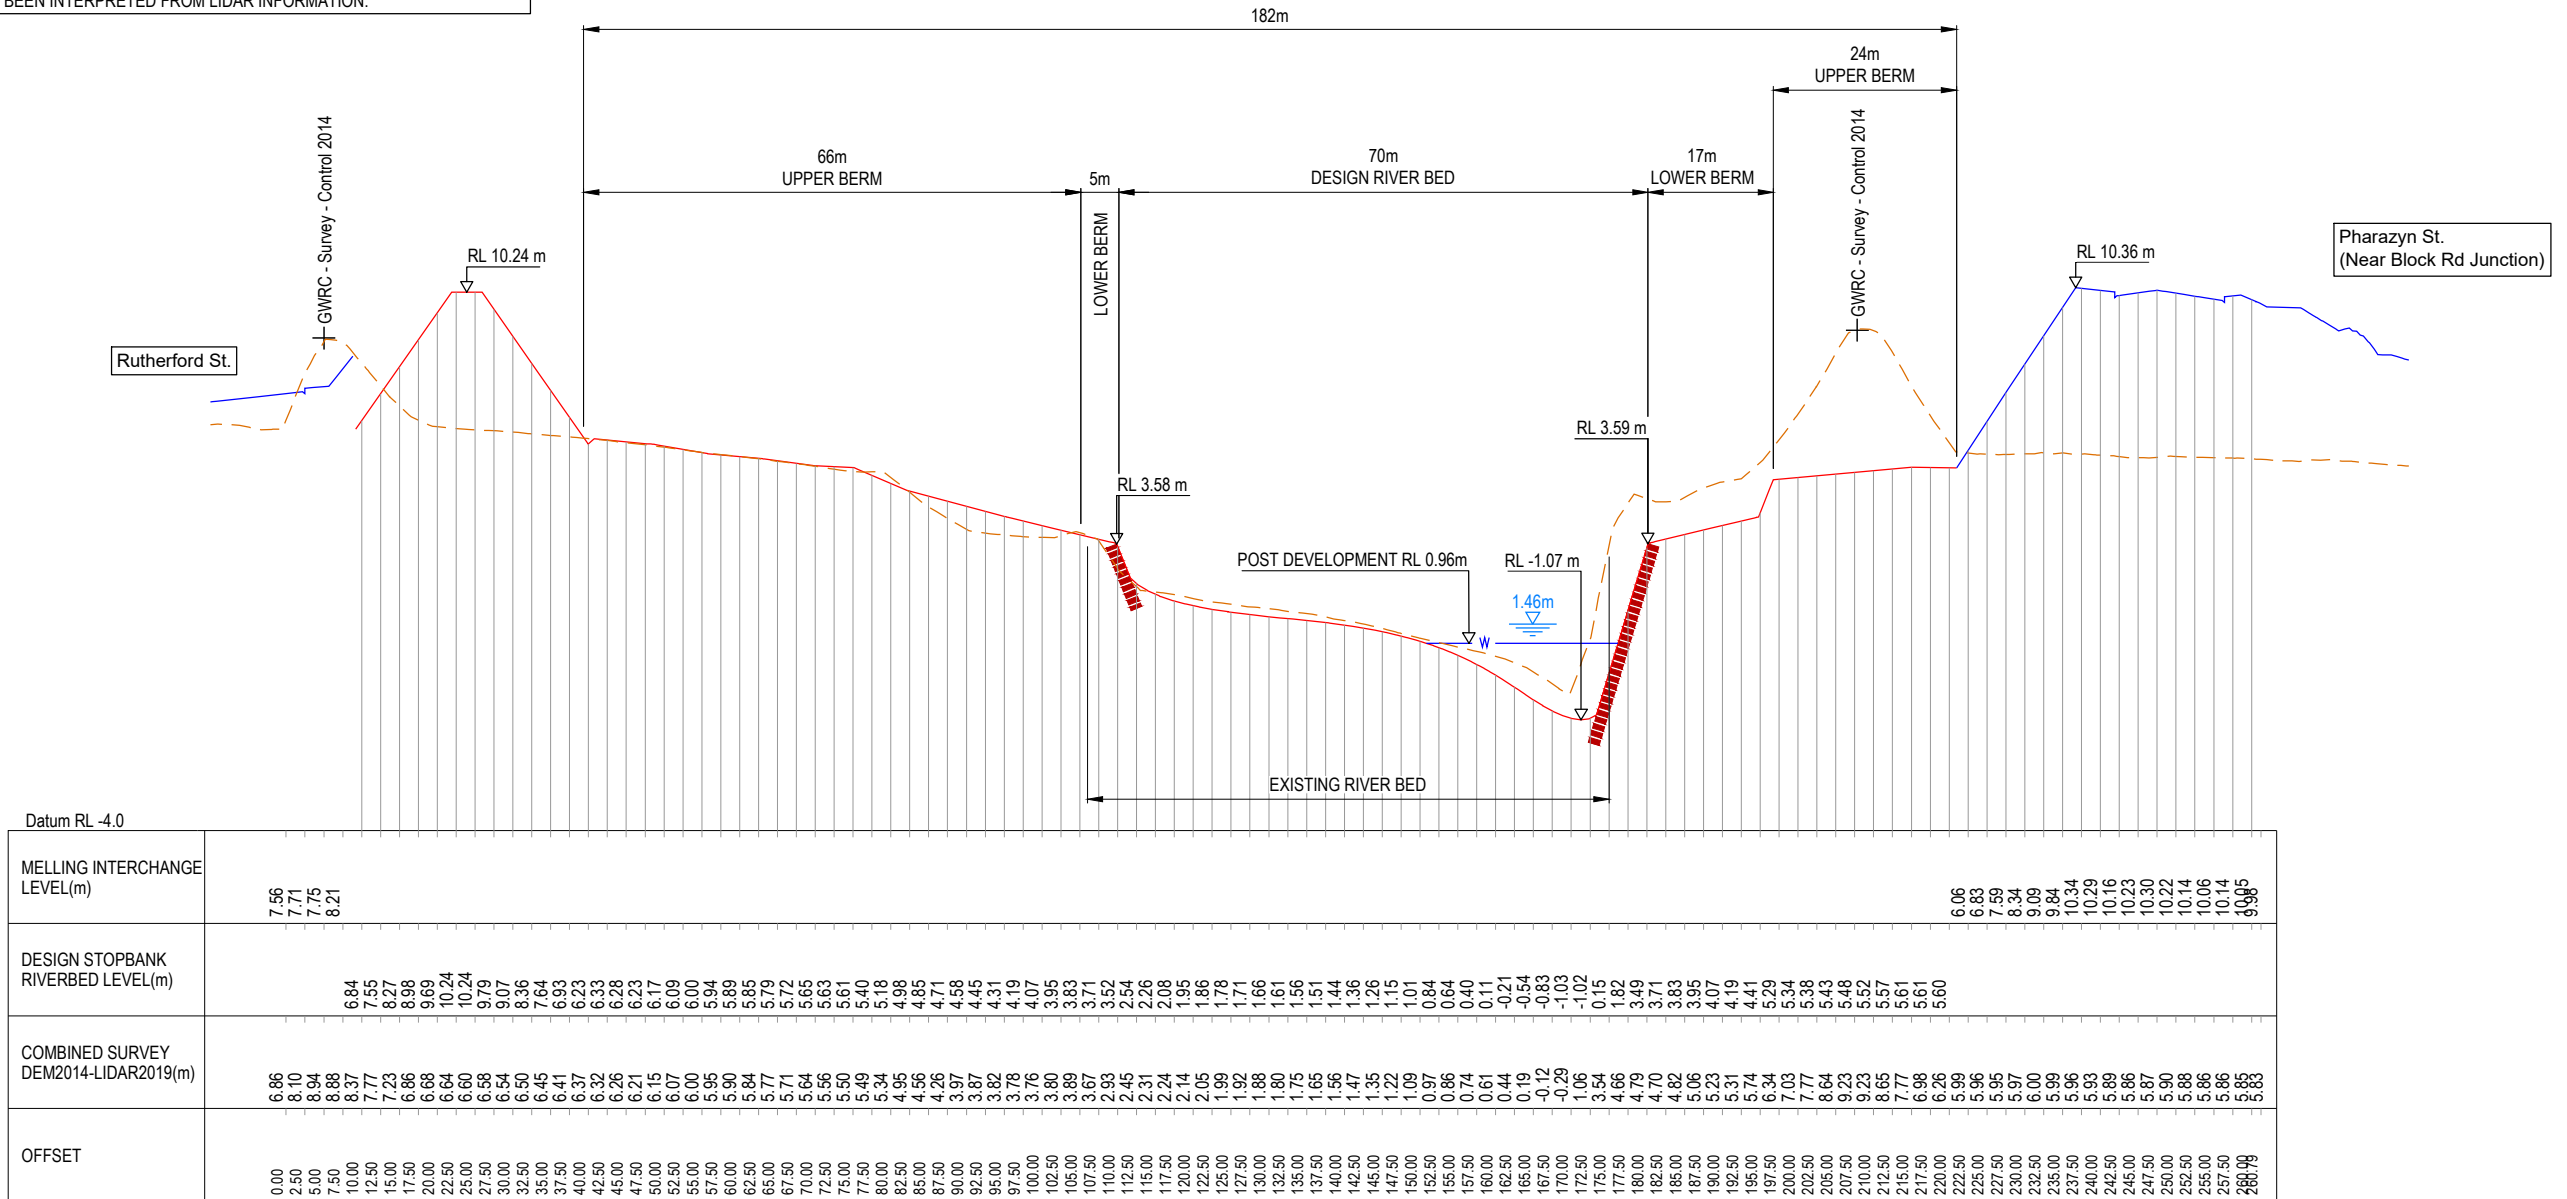 BEEN INTERPRETED FROM LIDAR INFORMATION.
182m
24m
UPPER BERM
66m
UPPER BERM
5m
LOWER BERM
70m
DESIGN RIVER BED
17m
LOWER BERM
GWRC - Survey - Control 2014
GWRC - Survey - Control 2014
RL 10.24 m
RL 10.36 m
Pharazyn St.
(Near Block Rd Junction)
Rutherford St.
RL 3.58 m
RL 3.59 m
POST DEVELOPMENT RL 0.96m
RL -1.07 m
1.46m
W
EXISTING RIVER BED
Datum RL -4.0
MELLING INTERCHANGE
LEVEL(m)
7.56 7.71 7.75 8.21 6.06 6.83 7.59 8.34 9.09 9.84 10.34 10.29 10.16 10.23 10.30 10.22 10.14 10.06 10.14 10.05 9.98
DESIGN STOPBANK
RIVERBED LEVEL(m)
6.84 7.55 8.27 8.98 9.69 10.24 10.24 9.79 9.07 8.36 7.64 6.93 6.23 6.33 6.28 6.23 6.17 6.09 6.00 5.94 5.89 5.85 5.79 5.72 5.65 5.63 5.61 5.40 5.18 4.98 4.85 4.71 4.58 4.45 4.31 4.19 4.07 3.95 3.83 3.71 3.52 2.54 2.26 2.08 1.95 1.86 1.78 1.71 1.66 1.61 1.56 1.51 1.44 1.36 1.26 1.15 1.01 0.84 0.64 0.40 0.11 -0.21 -0.54 -0.83 -1.03 -1.02 0.15 1.82 3.49 3.71 3.83 3.95 4.07 4.19 4.41 5.29 5.34 5.38 5.43 5.48 5.52 5.57 5.61 5.61 5.60
COMBINED SURVEY
DEM2014-LIDAR2019(m)
6.86 8.10 8.94 8.88 8.37 7.77 7.23 6.86 6.68 6.64 6.60 6.58 6.54 6.50 6.45 6.41 6.37 6.32 6.26 6.21 6.15 6.07 6.00 5.95 5.90 5.84 5.77 5.71 5.64 5.56 5.50 5.49 5.34 4.95 4.56 4.26 3.97 3.87 3.82 3.78 3.76 3.80 3.89 3.67 2.93 2.45 2.31 2.24 2.14 2.05 1.99 1.92 1.88 1.80 1.75 1.65 1.56 1.47 1.35 1.22 1.09 0.97 0.86 0.74 0.61 0.44 0.19 -0.12 -0.29 1.06 3.54 4.66 4.79 4.70 4.82 5.06 5.23 5.31 5.74 6.34 7.03 7.77 8.64 9.23 9.23 8.65 7.77 6.98 6.26 5.99 5.96 5.95 5.97 6.00 5.99 5.96 5.93 5.89 5.86 5.87 5.90 5.88 5.86 5.86 5.85 5.83
OFFSET
0.00 2.50 5.00 7.50 10.00 12.50 15.00 17.50 20.00 22.50 25.00 27.50 30.00 32.50 35.00 37.50 40.00 42.50 45.00 47.50 50.00 52.50 55.00 57.50 60.00 62.50 65.00 67.50 70.00 72.50 75.00 77.50 80.00 82.50 85.00 87.50 90.00 92.50 95.00 97.50 100.00 102.50 105.00 107.50 110.00 112.50 115.00 117.50 120.00 122.50 125.00 127.50 130.00 132.50 135.00 137.50 140.00 142.50 145.00 147.50 150.00 152.50 155.00 157.50 160.00 162.50 165.00 167.50 170.00 172.50 175.00 177.50 180.00 182.50 185.00 187.50 190.00 192.50 195.00 197.50 200.00 202.50 205.00 207.50 210.00 212.50 215.00 217.50 220.00 222.50 225.00 227.50 230.00 232.50 235.00 237.50 240.00 242.50 245.00 247.50 250.00 252.50 255.00 257.50 260.00 260.79